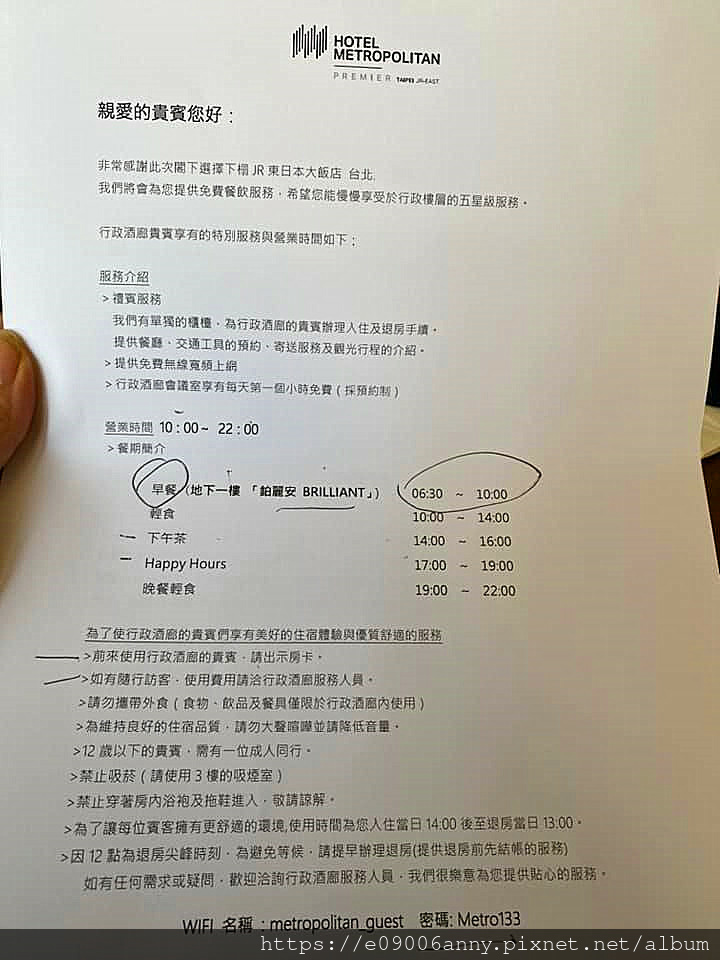 HOTEL
METROPOLITAN
PREMIER TAIPEI JR-EAST
親愛的貴賓您好：
非常感謝此次閣下選擇下榻 JR 東日本大飯店 台北.
我們將會為您提供免費餐飲服務，希望您能慢慢享受於行政樓層的五星級服務。
行政酒廊貴賓享有的特別服務與營業時間如下：
服務介紹
>禮賓服務
我們有單獨的櫃檯，為行政酒廊的貴賓辦理入住及退房手續。
提供餐廳、交通工具的預約、寄送服務及觀光行程的介紹。
>提供免費無線寬頻上網
>行政酒廊會議室享有每天第一個小時免費（採預約制）
營業時間 10：00～ 22：00
>餐期簡介
早餐（地下一樓 「鉑麗安 BRILLIANT」） 06:30 ~ 10:00
輕食 10:00 ~ 14:00
下午茶 14:00 ~ 16:00
Happy Hours 17:00 ~ 19:00
晚餐輕食 19:00 ~ 22:00
為了使行政酒廊的貴賓們享有美好的住宿體驗與優質舒適的服務
>前來使用行政酒廊的貴賓，請出示房卡。
>如有隨行訪客，使用費用請洽行政酒廊服務人員。
>請勿攜帶外食（食物、飲品及餐具僅限於行政酒廊內使用）
>為維持良好的住宿品質，請勿大聲喧嘩並請降低音量。
>12 歲以下的貴賓，需有一位成人同行。
>禁止吸菸（請使用 3 樓的吸煙室）
>禁止穿著房內浴袍及拖鞋進入，敬請諒解。
>為了讓每位賓客擁有更舒適的環境,使用時間為您入住當日 14:00 後至退房當日 13:00。
>因 12 點為退房尖峰時刻，為避免等候，請提早辦理退房(提供退房前先結帳的服務)
如有任何需求或疑問，歡迎洽詢行政酒廊服務人員，我們很樂意為您提供貼心的服務。
WIFI 名稱：metropolitan_guest 密碼: Metro133
https://e09006anny.pixnet.net/album